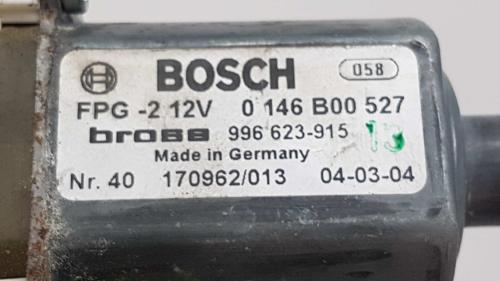 BOSCH 058
FPG -2 12V 0 146 B00 527
brose 996 623-915 13
Made in Germany
Nr. 40 170962/013 04-03-04